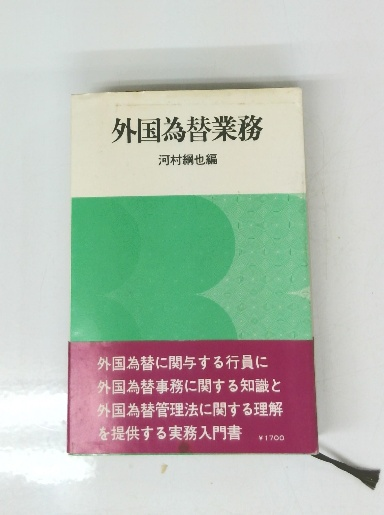 外国為替業務
河村綱也編
外国為替に関与する行員に
外国為替事務に関する知識と
外国為替管理法に関する理解
を提供する実務入門書
¥1700